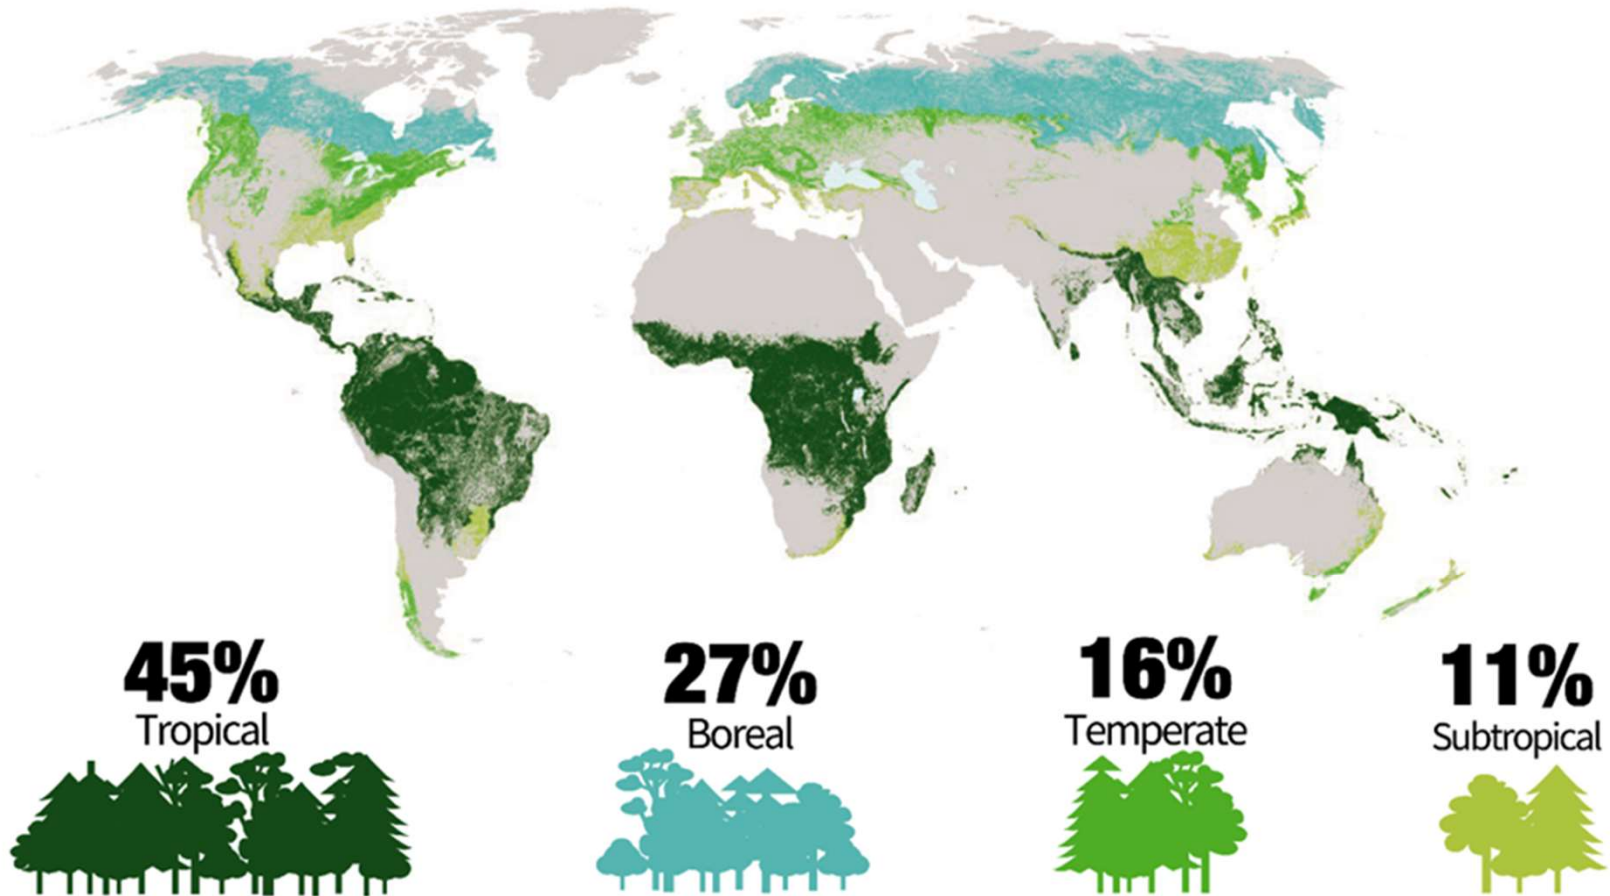 45%
Tropical
27%
Boreal
16%
Temperate
11%
Subtropical